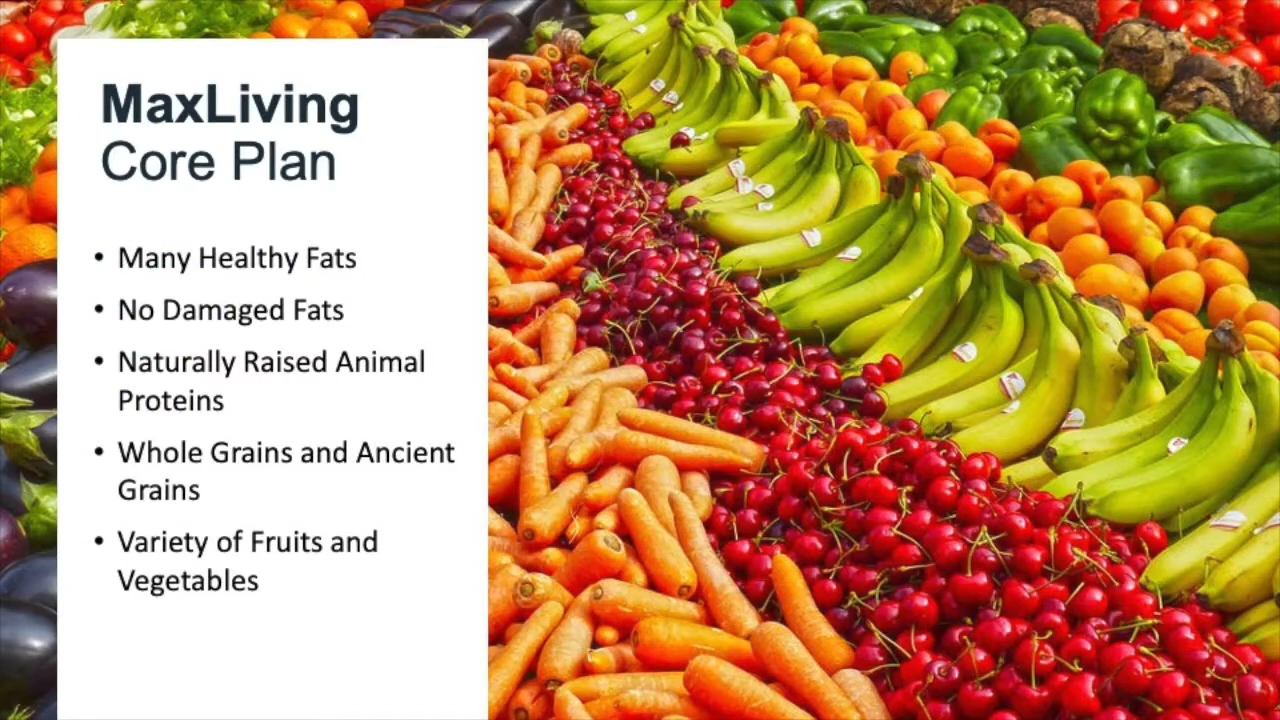 MaxLiving
Core Plan
• Many Healthy Fats
• No Damaged Fats
• Naturally Raised Animal
Proteins
• Whole Grains and Ancient
Grains
• Variety of Fruits and
Vegetables